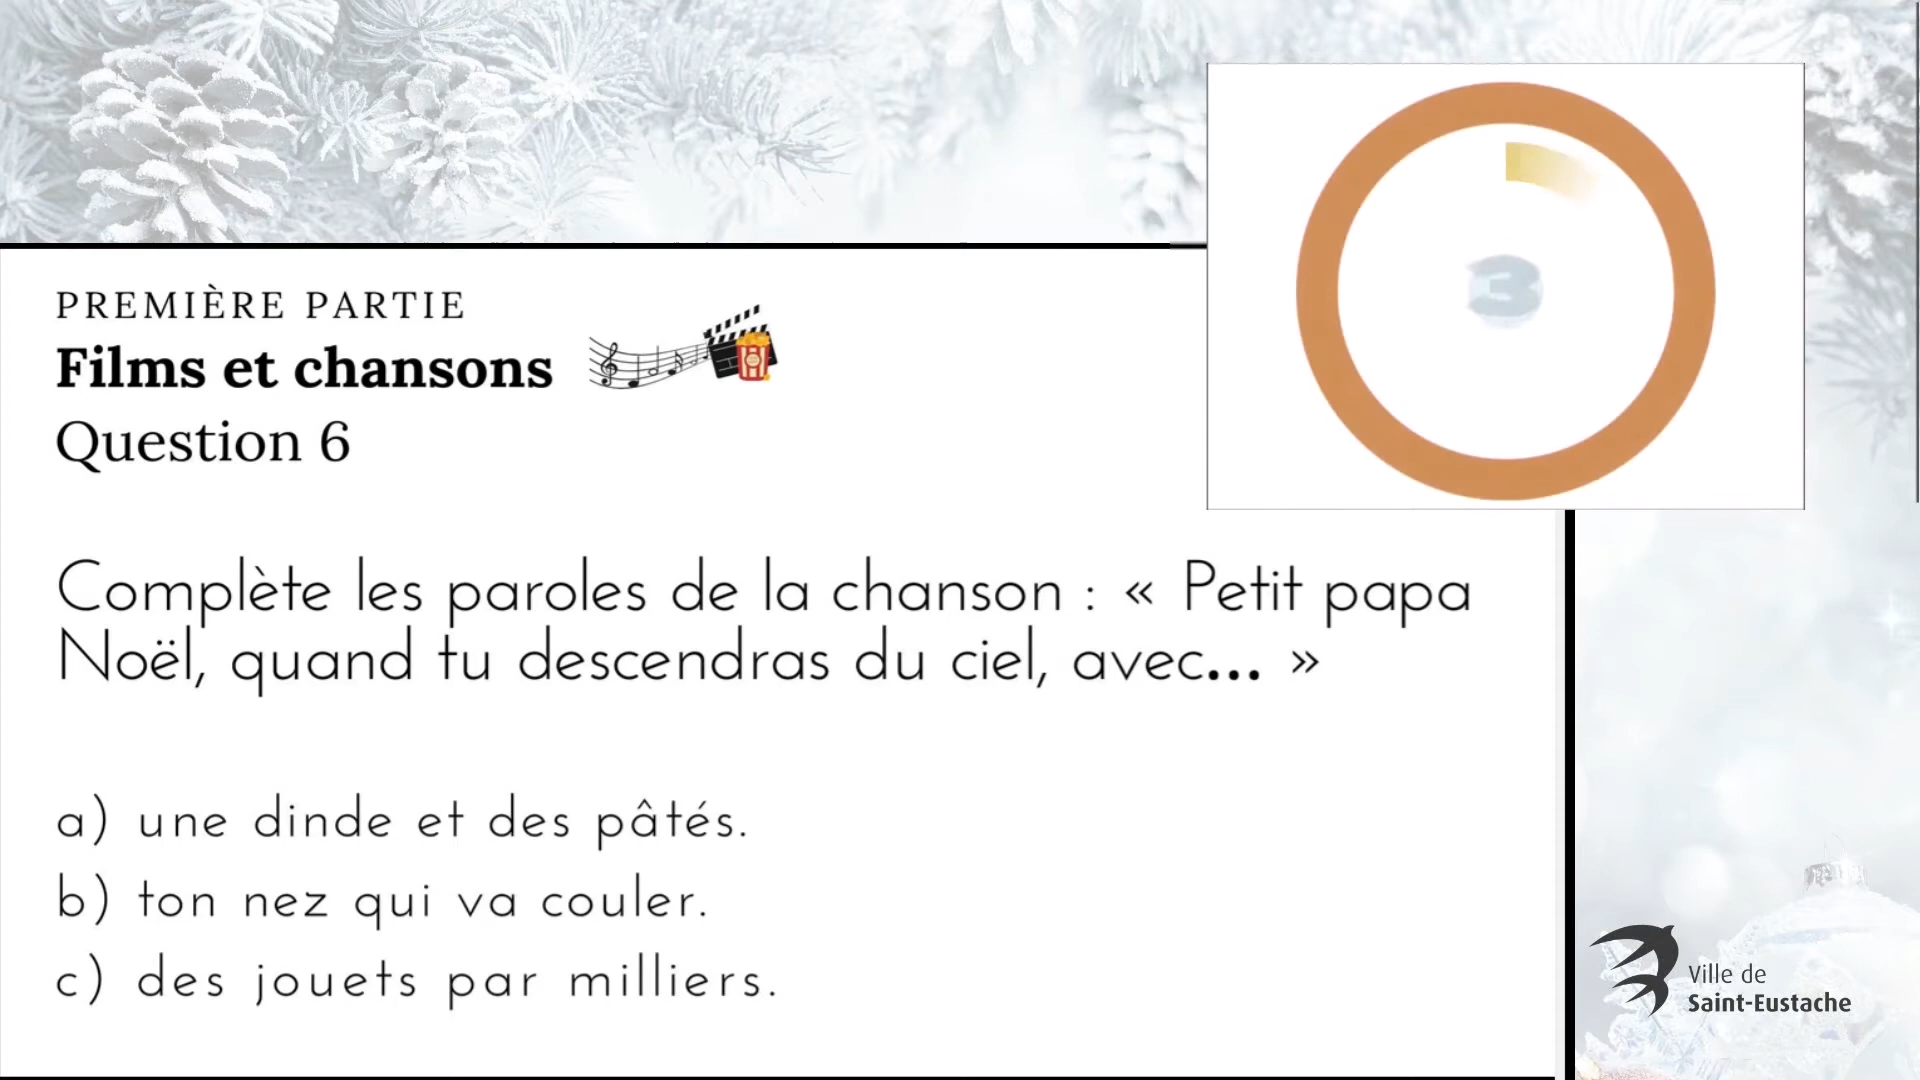 PREMIÈRE PARTIE
Films et chansons
Question 6
3
Complète les paroles de la chanson : « Petit papa
Noël, quand tu descendras du ciel, avec... »
a) une dinde et des pâtés.
b) ton nez qui va couler.
c) des jouets par milliers.
Ville de
Saint-Eustache